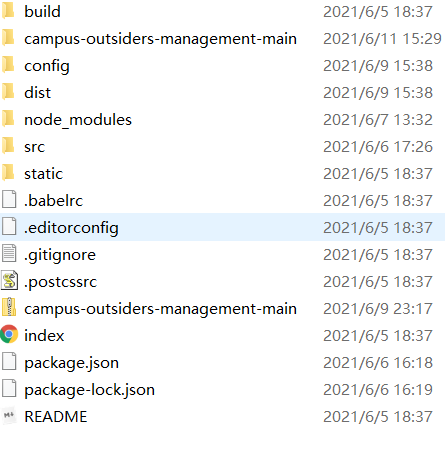 build 2021/6/5 18:37
campus-outsiders-management-main 2021/6/11 15:29
config 2021/6/9 15:38
dist 2021/6/9 15:38
node_modules 2021/6/7 13:32
src 2021/6/6 17:26
static 2021/6/5 18:37
.babelrc 2021/6/5 18:37
.editorconfig 2021/6/5 18:37
.gitignore 2021/6/5 18:37
.postcssrc 2021/6/5 18:37
campus-outsiders-management-main 2021/6/9 23:17
index 2021/6/5 18:37
package.json 2021/6/6 16:18
package-lock.json 2021/6/6 16:19
README 2021/6/5 18:37